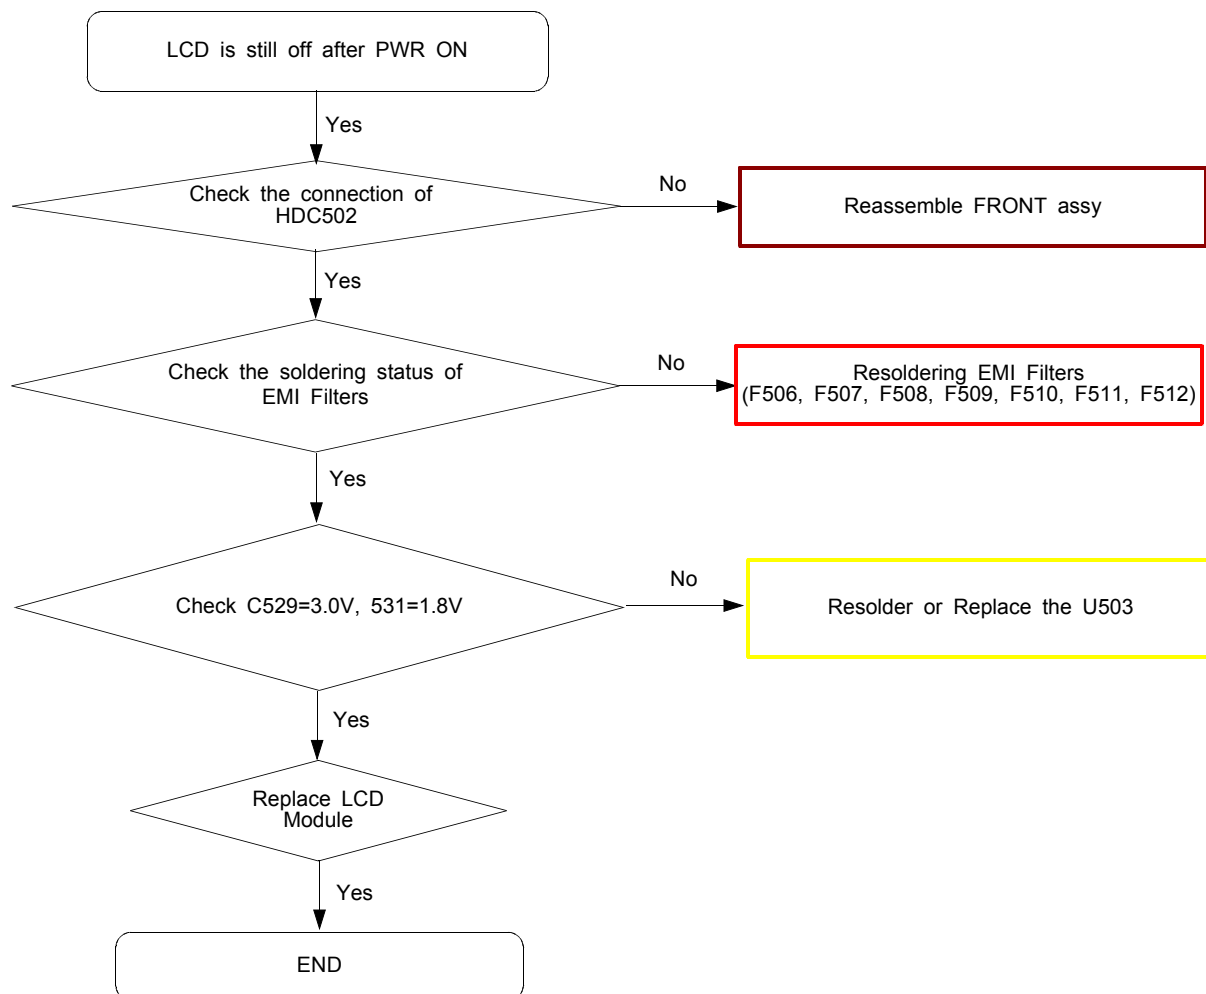 LCD is still off after PWR ON
Yes
Check the connection of
HDC502
No
Reassemble FRONT assy
Yes
Check the soldering status of
EMI Filters
No
Resoldering EMI Filters
(F506, F507, F508, F509, F510, F511, F512)
Yes
Check C529=3.0V, 531=1.8V
No
Resolder or Replace the U503
Yes
Replace LCD
Module
Yes
END